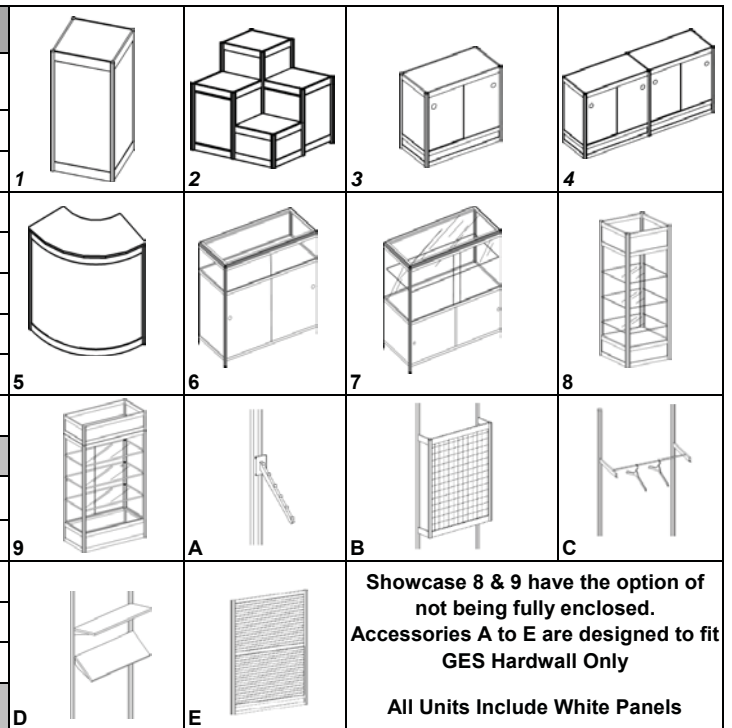 1
2
3
4
5
6
7
8
9
A
B
C
D
E
Showcase 8 & 9 have the option of
not being fully enclosed.
Accessories A to E are designed to fit
GES Hardwall Only
All Units Include White Panels